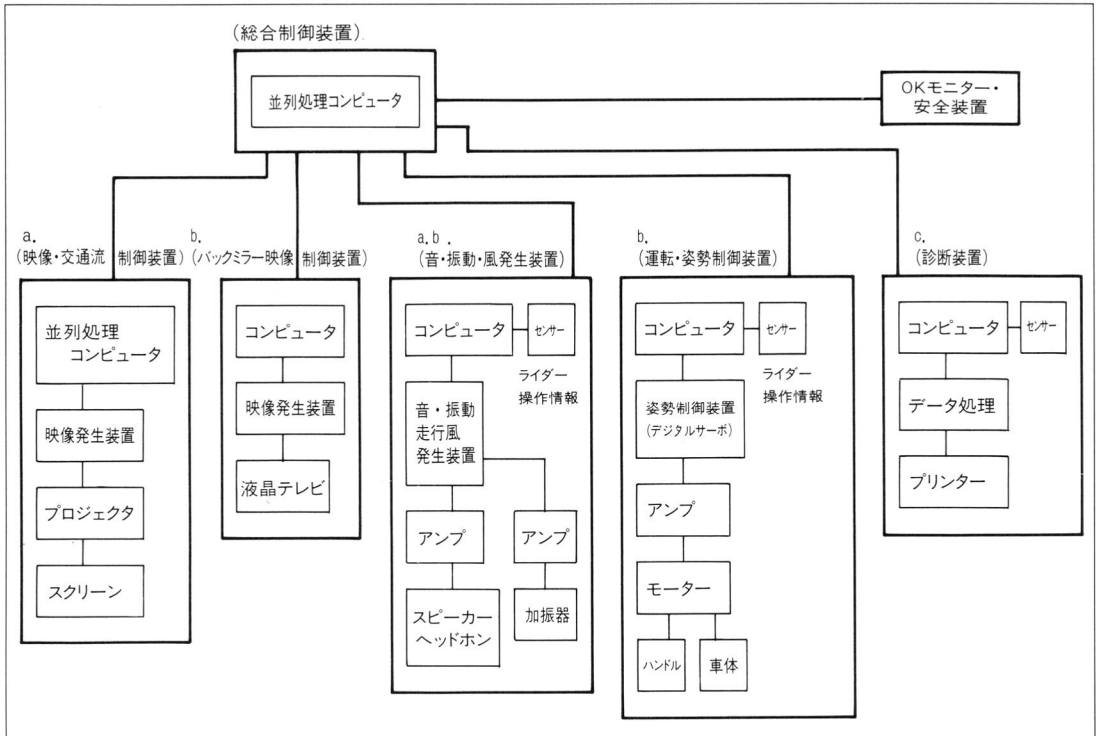 (総合制御装置)
並列処理コンピュータ
OKモニター・
安全装置
a.
(映像・交通流 制御装置)
並列処理
コンピュータ
映像発生装置
プロジェクタ
スクリーン
b.
(バックミラー映像 制御装置)
コンピュータ
映像発生装置
液晶テレビ
a.b.
(音・振動・風発生装置)
コンピュータ
センサー
ライダー
操作情報
音・振動
走行風
発生装置
アンプ
アンプ
スピーカー
ヘッドホン
加振器
b.
(運転・姿勢制御装置)
コンピュータ
センサー
ライダー
操作情報
姿勢制御装置
(デジタルサーボ)
アンプ
モーター
ハンドル
車体
c.
(診断装置)
コンピュータ
センサー
データ処理
プリンター